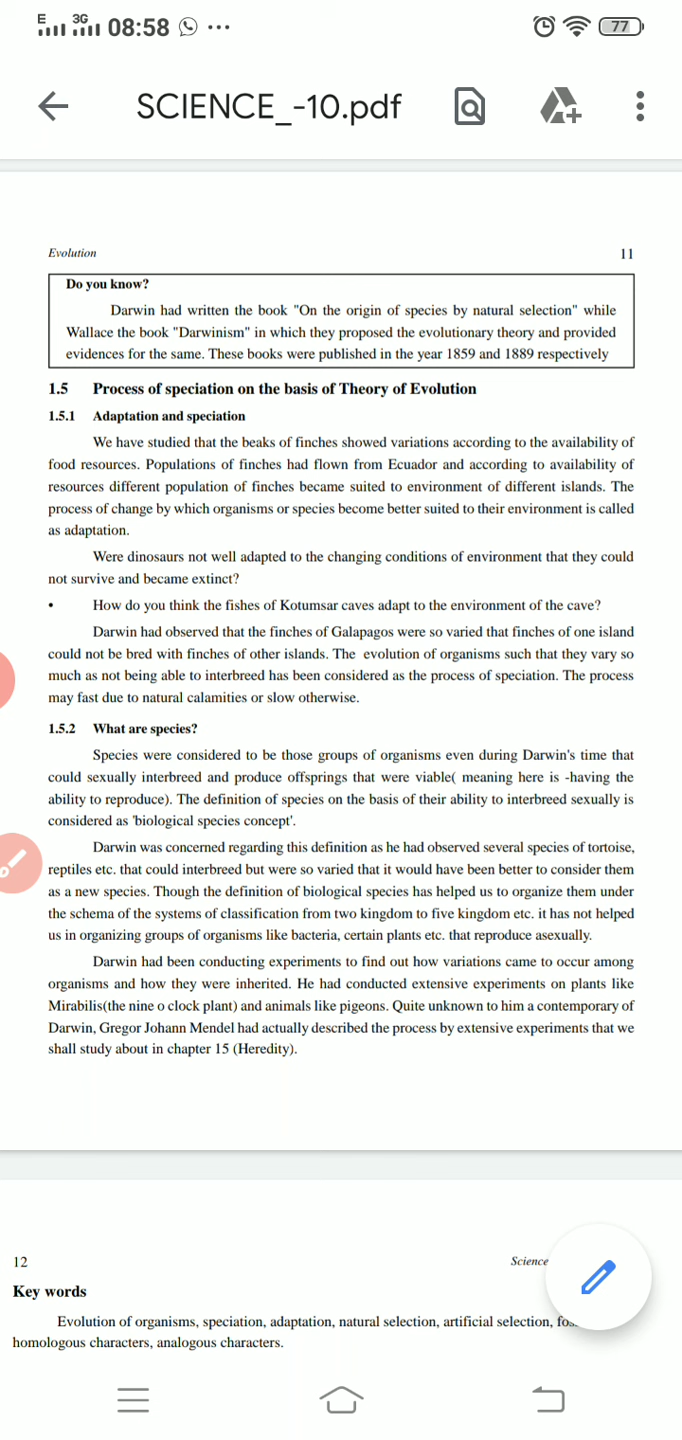 E 3G 08:58 ... 77
SCIENCE_-10.pdf
Evolution 11
Do you know?
Darwin had written the book "On the origin of species by natural selection" while
Wallace the book "Darwinism" in which they proposed the evolutionary theory and provided
evidences for the same. These books were published in the year 1859 and 1889 respectively
1.5 Process of speciation on the basis of Theory of Evolution
1.5.1 Adaptation and speciation
We have studied that the beaks of finches showed variations according to the availability of
food resources. Populations of finches had flown from Ecuador and according to availability of
resources different population of finches became suited to environment of different islands. The
process of change by which organisms or species become better suited to their environment is called
as adaptation.
Were dinosaurs not well adapted to the changing conditions of environment that they could
not survive and became extinct?
• How do you think the fishes of Kotumsar caves adapt to the environment of the cave?
Darwin had observed that the finches of Galapagos were so varied that finches of one island
could not be bred with finches of other islands. The evolution of organisms such that they vary so
much as not being able to interbreed has been considered as the process of speciation. The process
may fast due to natural calamities or slow otherwise.
1.5.2 What are species?
Species were considered to be those groups of organisms even during Darwin's time that
could sexually interbreed and produce offsprings that were viable( meaning here is -having the
ability to reproduce). The definition of species on the basis of their ability to interbreed sexually is
considered as 'biological species concept'.
Darwin was concerned regarding this definition as he had observed several species of tortoise,
reptiles etc. that could interbreed but were so varied that it would have been better to consider them
as a new species. Though the definition of biological species has helped us to organize them under
the schema of the systems of classification from two kingdom to five kingdom etc. it has not helped
us in organizing groups of organisms like bacteria, certain plants etc. that reproduce asexually.
Darwin had been conducting experiments to find out how variations came to occur among
organisms and how they were inherited. He had conducted extensive experiments on plants like
Mirabilis(the nine o clock plant) and animals like pigeons. Quite unknown to him a contemporary of
Darwin, Gregor Johann Mendel had actually described the process by extensive experiments that we
shall study about in chapter 15 (Heredity).
12 Science
Key words
Evolution of organisms, speciation, adaptation, natural selection, artificial selection,
homologous characters, analogous characters.